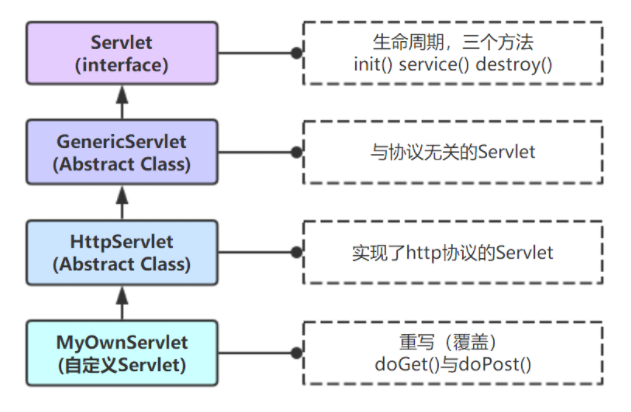 Servlet
(interface)
生命周期，三个方法
init() service() destroy()
GenericServlet
(Abstract Class)
与协议无关的Servlet
HttpServlet
(Abstract Class)
实现了http协议的Servlet
MyOwnServlet
(自定义Servlet)
重写（覆盖）
doGet()与doPost()